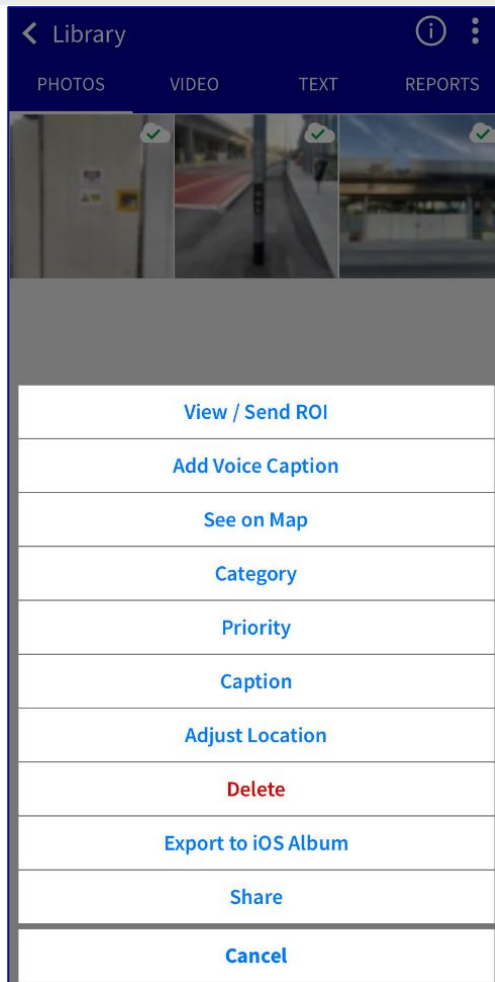 Library
PHOTOS VIDEO TEXT REPORTS
View / Send ROI
Add Voice Caption
See on Map
Category
Priority
Caption
Adjust Location
Delete
Export to iOS Album
Share
Cancel